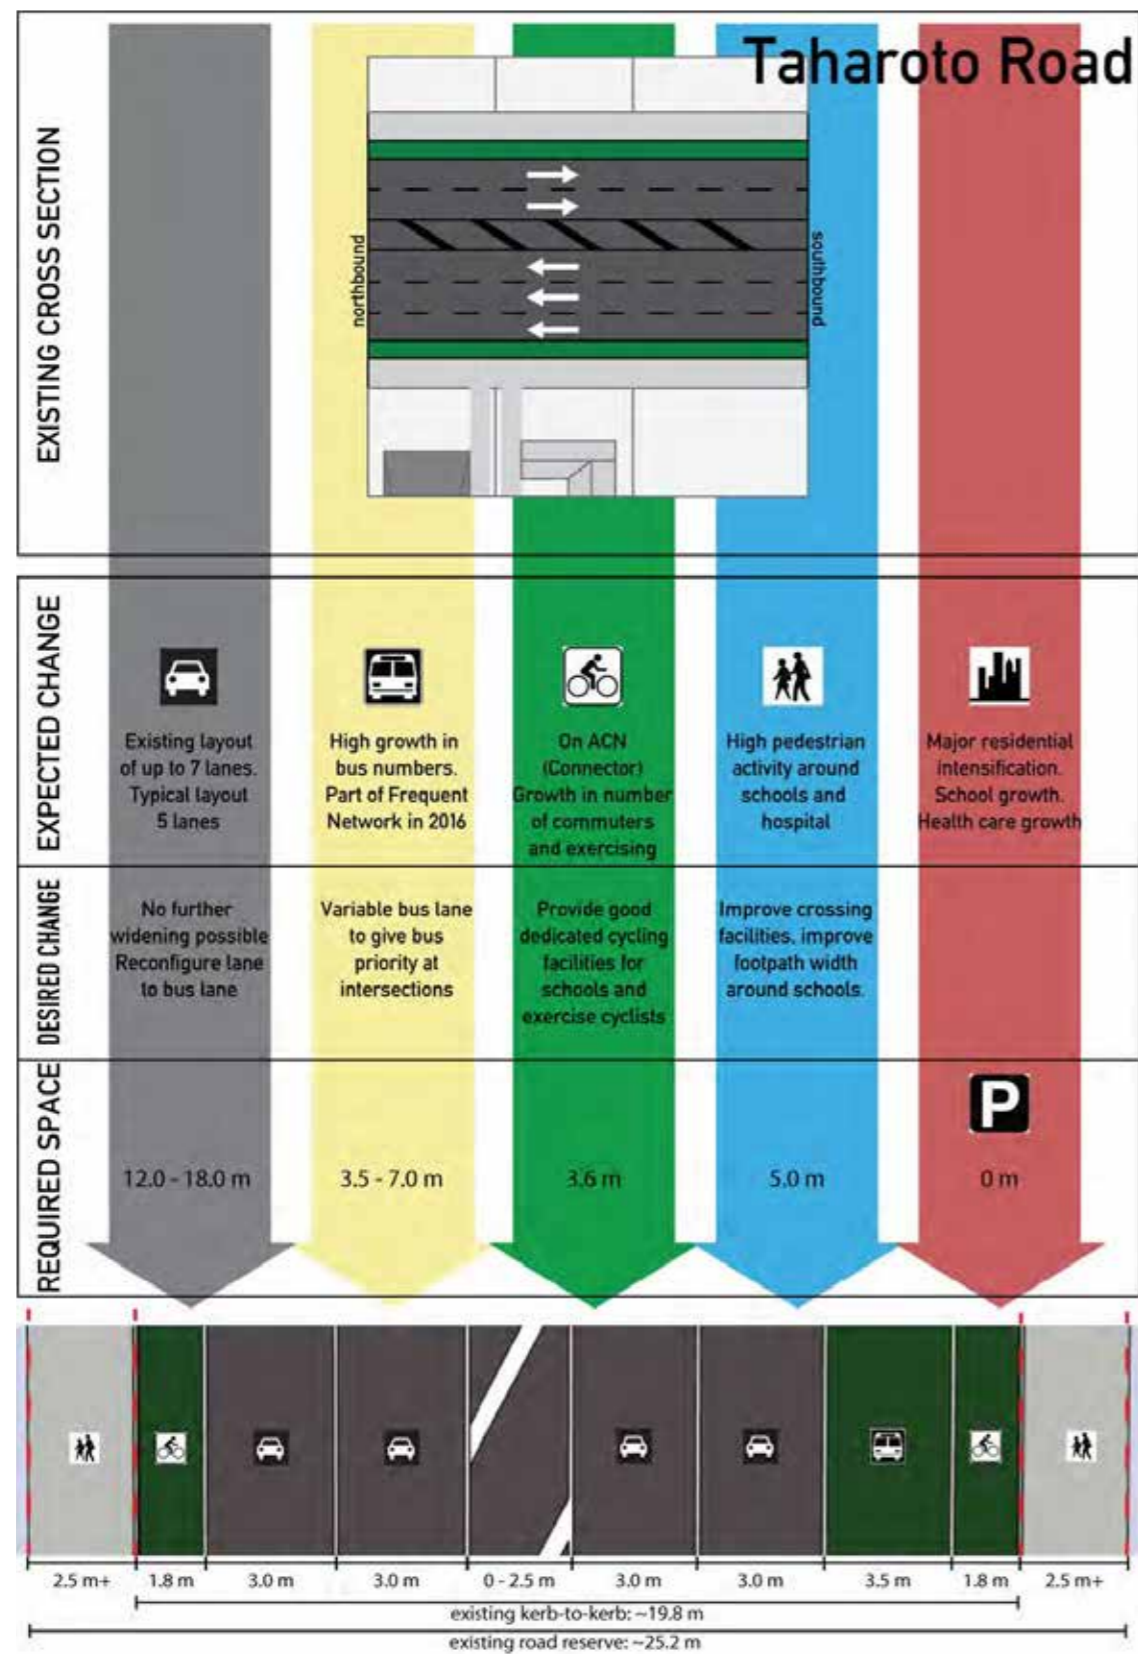 Taharoto Road
EXISTING CROSS SECTION
northbound
southbound
EXPECTED CHANGE
Existing layout
of up to 7 lanes.
Typical layout
5 lanes
High growth in
bus numbers.
Part of Frequent
Network in 2016
On ACN
(Connector)
Growth in number
of commuters
and exercising
High pedestrian
activity around
schools and
hospital
Major residential
intensification.
School growth.
Health care growth
DESIRED CHANGE
No further
widening possible
Reconfigure lane
to bus lane
Variable bus lane
to give bus
priority at
intersections
Provide good
dedicated cycling
facilities for
schools and
exercise cyclists
Improve crossing
facilities, improve
footpath width
around schools.
REQUIRED SPACE
P
12.0 - 18.0 m
3.5 - 7.0 m
3.6 m
5.0 m
0 m
2.5 m+
1.8 m
3.0 m
3.0 m
0 - 2.5 m
3.0 m
3.0 m
3.5 m
1.8 m
2.5 m+
existing kerb-to-kerb: ~19.8 m
existing road reserve: ~25.2 m